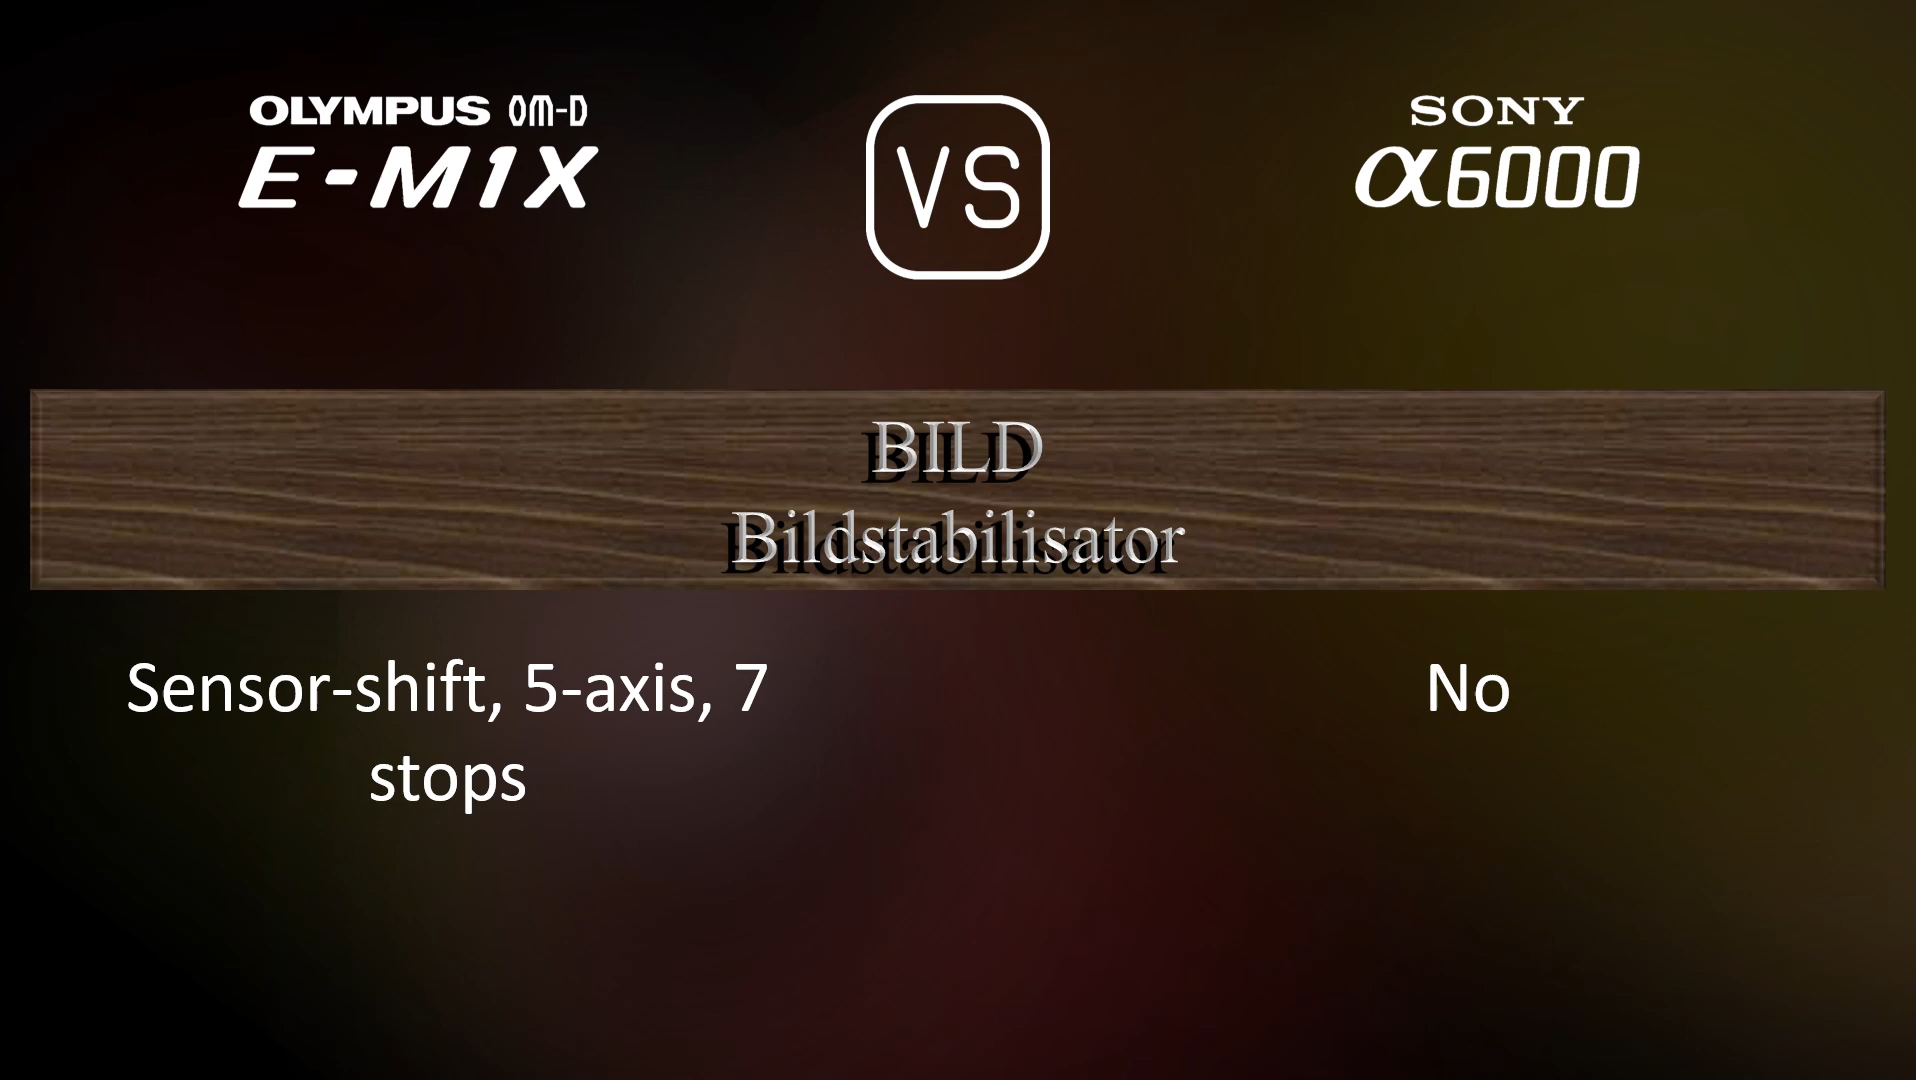 OLYMPUS OM-D
E-M1X
VS
SONY
α6000
BILD
Bildstabilisator
Sensor-shift, 5-axis, 7
stops
No